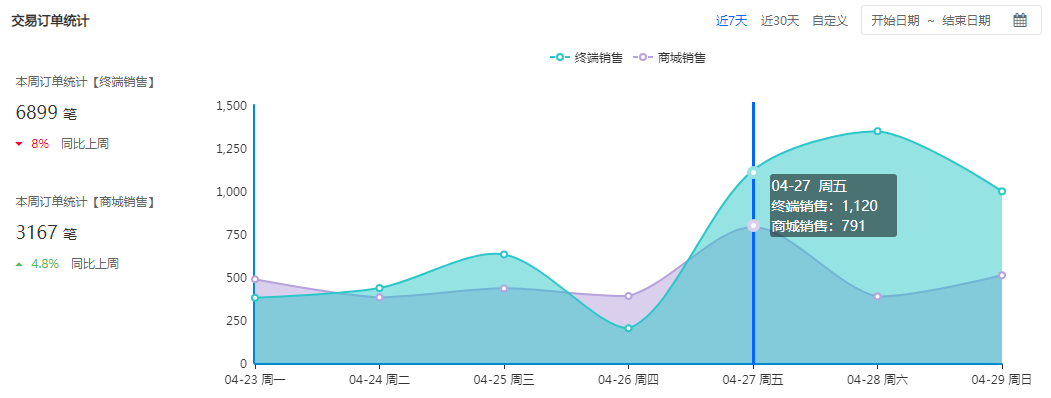 交易订单统计
近7天 近30天 自定义 开始日期 ~ 结束日期
终端销售 商城销售
本周订单统计【终端销售】
6899 笔
8% 同比上周
本周订单统计【商城销售】
3167 笔
4.8% 同比上周
1,500
1,250
1,000
750
500
250
0
04-27 周五
终端销售：1,120
商城销售：791
04-23 周一 04-24 周二 04-25 周三 04-26 周四 04-27 周五 04-28 周六 04-29 周日